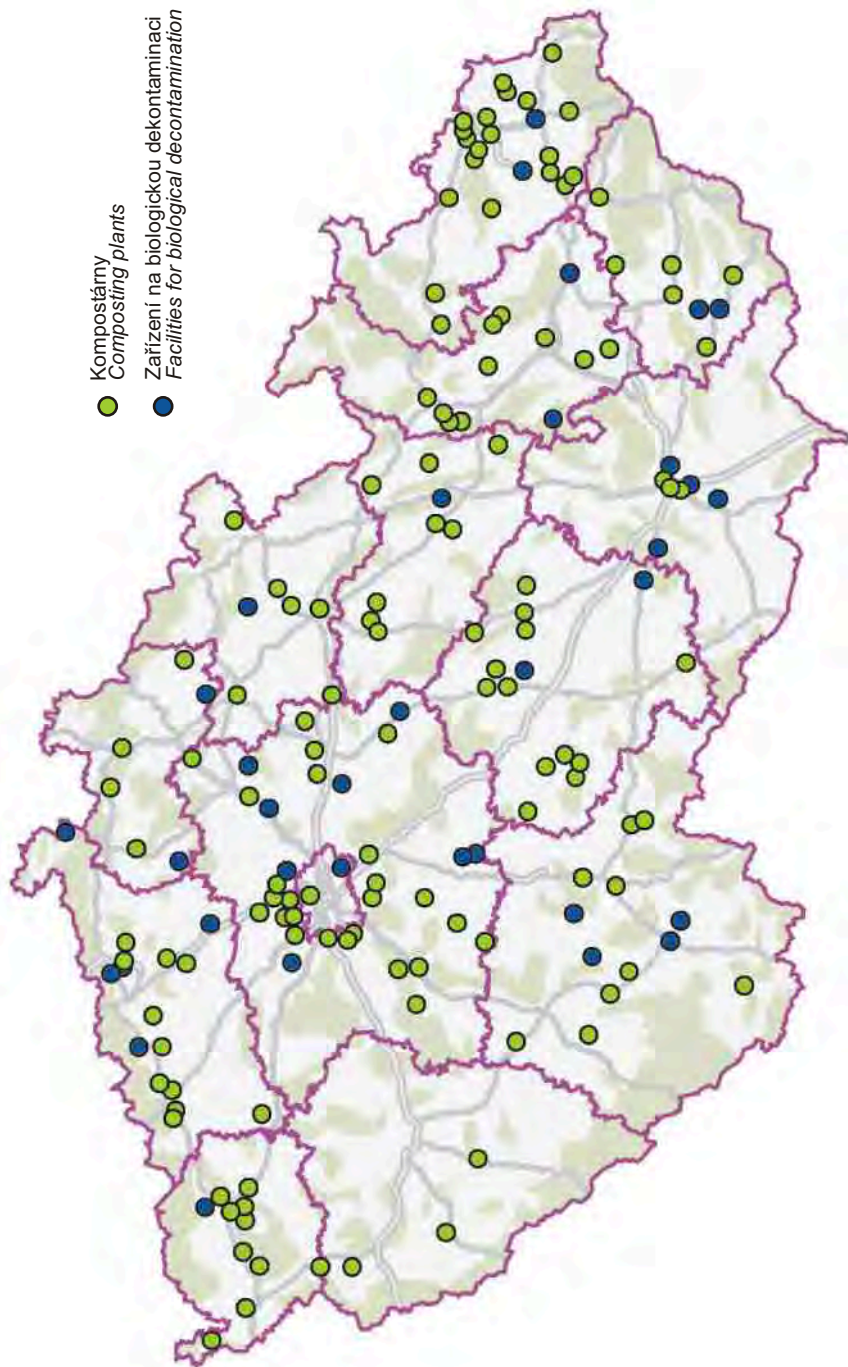 Kompostárny
Composting plants
Zařízení na biologickou dekontaminaci
Facilities for biological decontamination